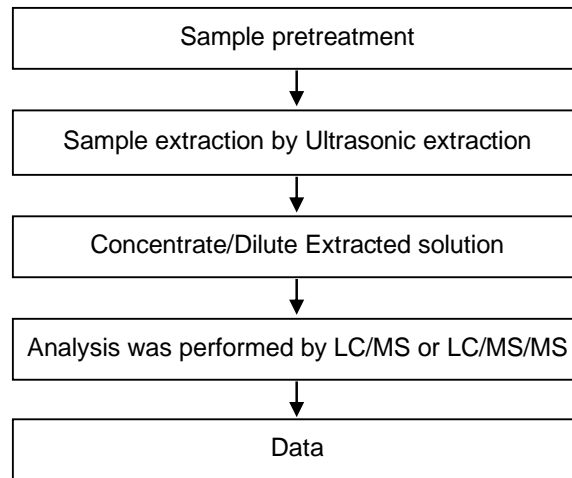 Sample pretreatment
Sample extraction by Ultrasonic extraction
Concentrate/Dilute Extracted solution
Analysis was performed by LC/MS or LC/MS/MS
Data